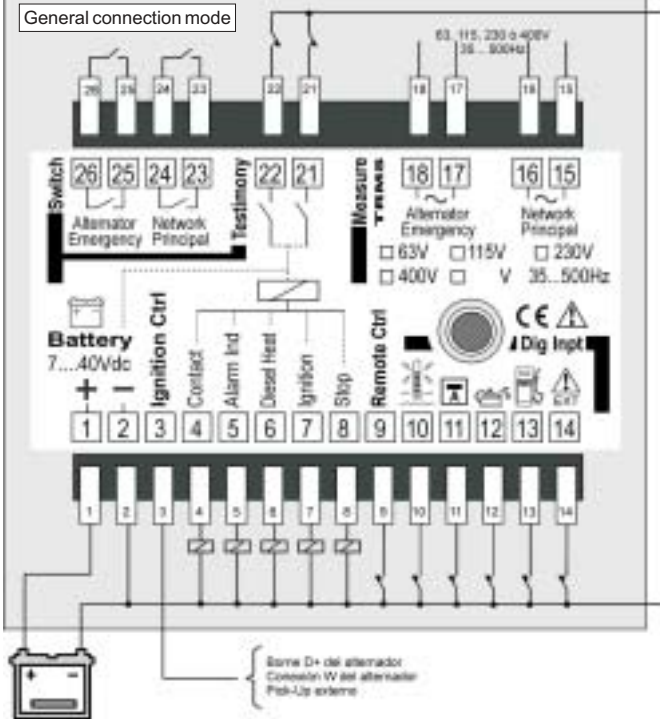 General connection mode
63, 115, 230 ó 400V
35... 500Hz
26 25 24 23 22 21 18 17 16 15
Switch
26 25 24 23
Testimony
22 21
Measure
TRMS
18 17 16 15
Alternator
Emergency
Network
Principal
Alternator
Emergency
Network
Principal
63V 115V 230V
400V V 35...500Hz
Battery
7....40Vdc
+ −
Ignition Ctrl
Contact
Alarm Ind
Diesel Heat
Ignition
Stop
Remote Ctrl
CE
Dig Inpt
A
EXT
1 2 3 4 5 6 7 8 9 10 11 12 13 14
1 2 3 4 5 6 7 8 9 10 11 12 13 14
+ −
Borne D+ del alternador
Conexión W del alternador
Pick-Up externo